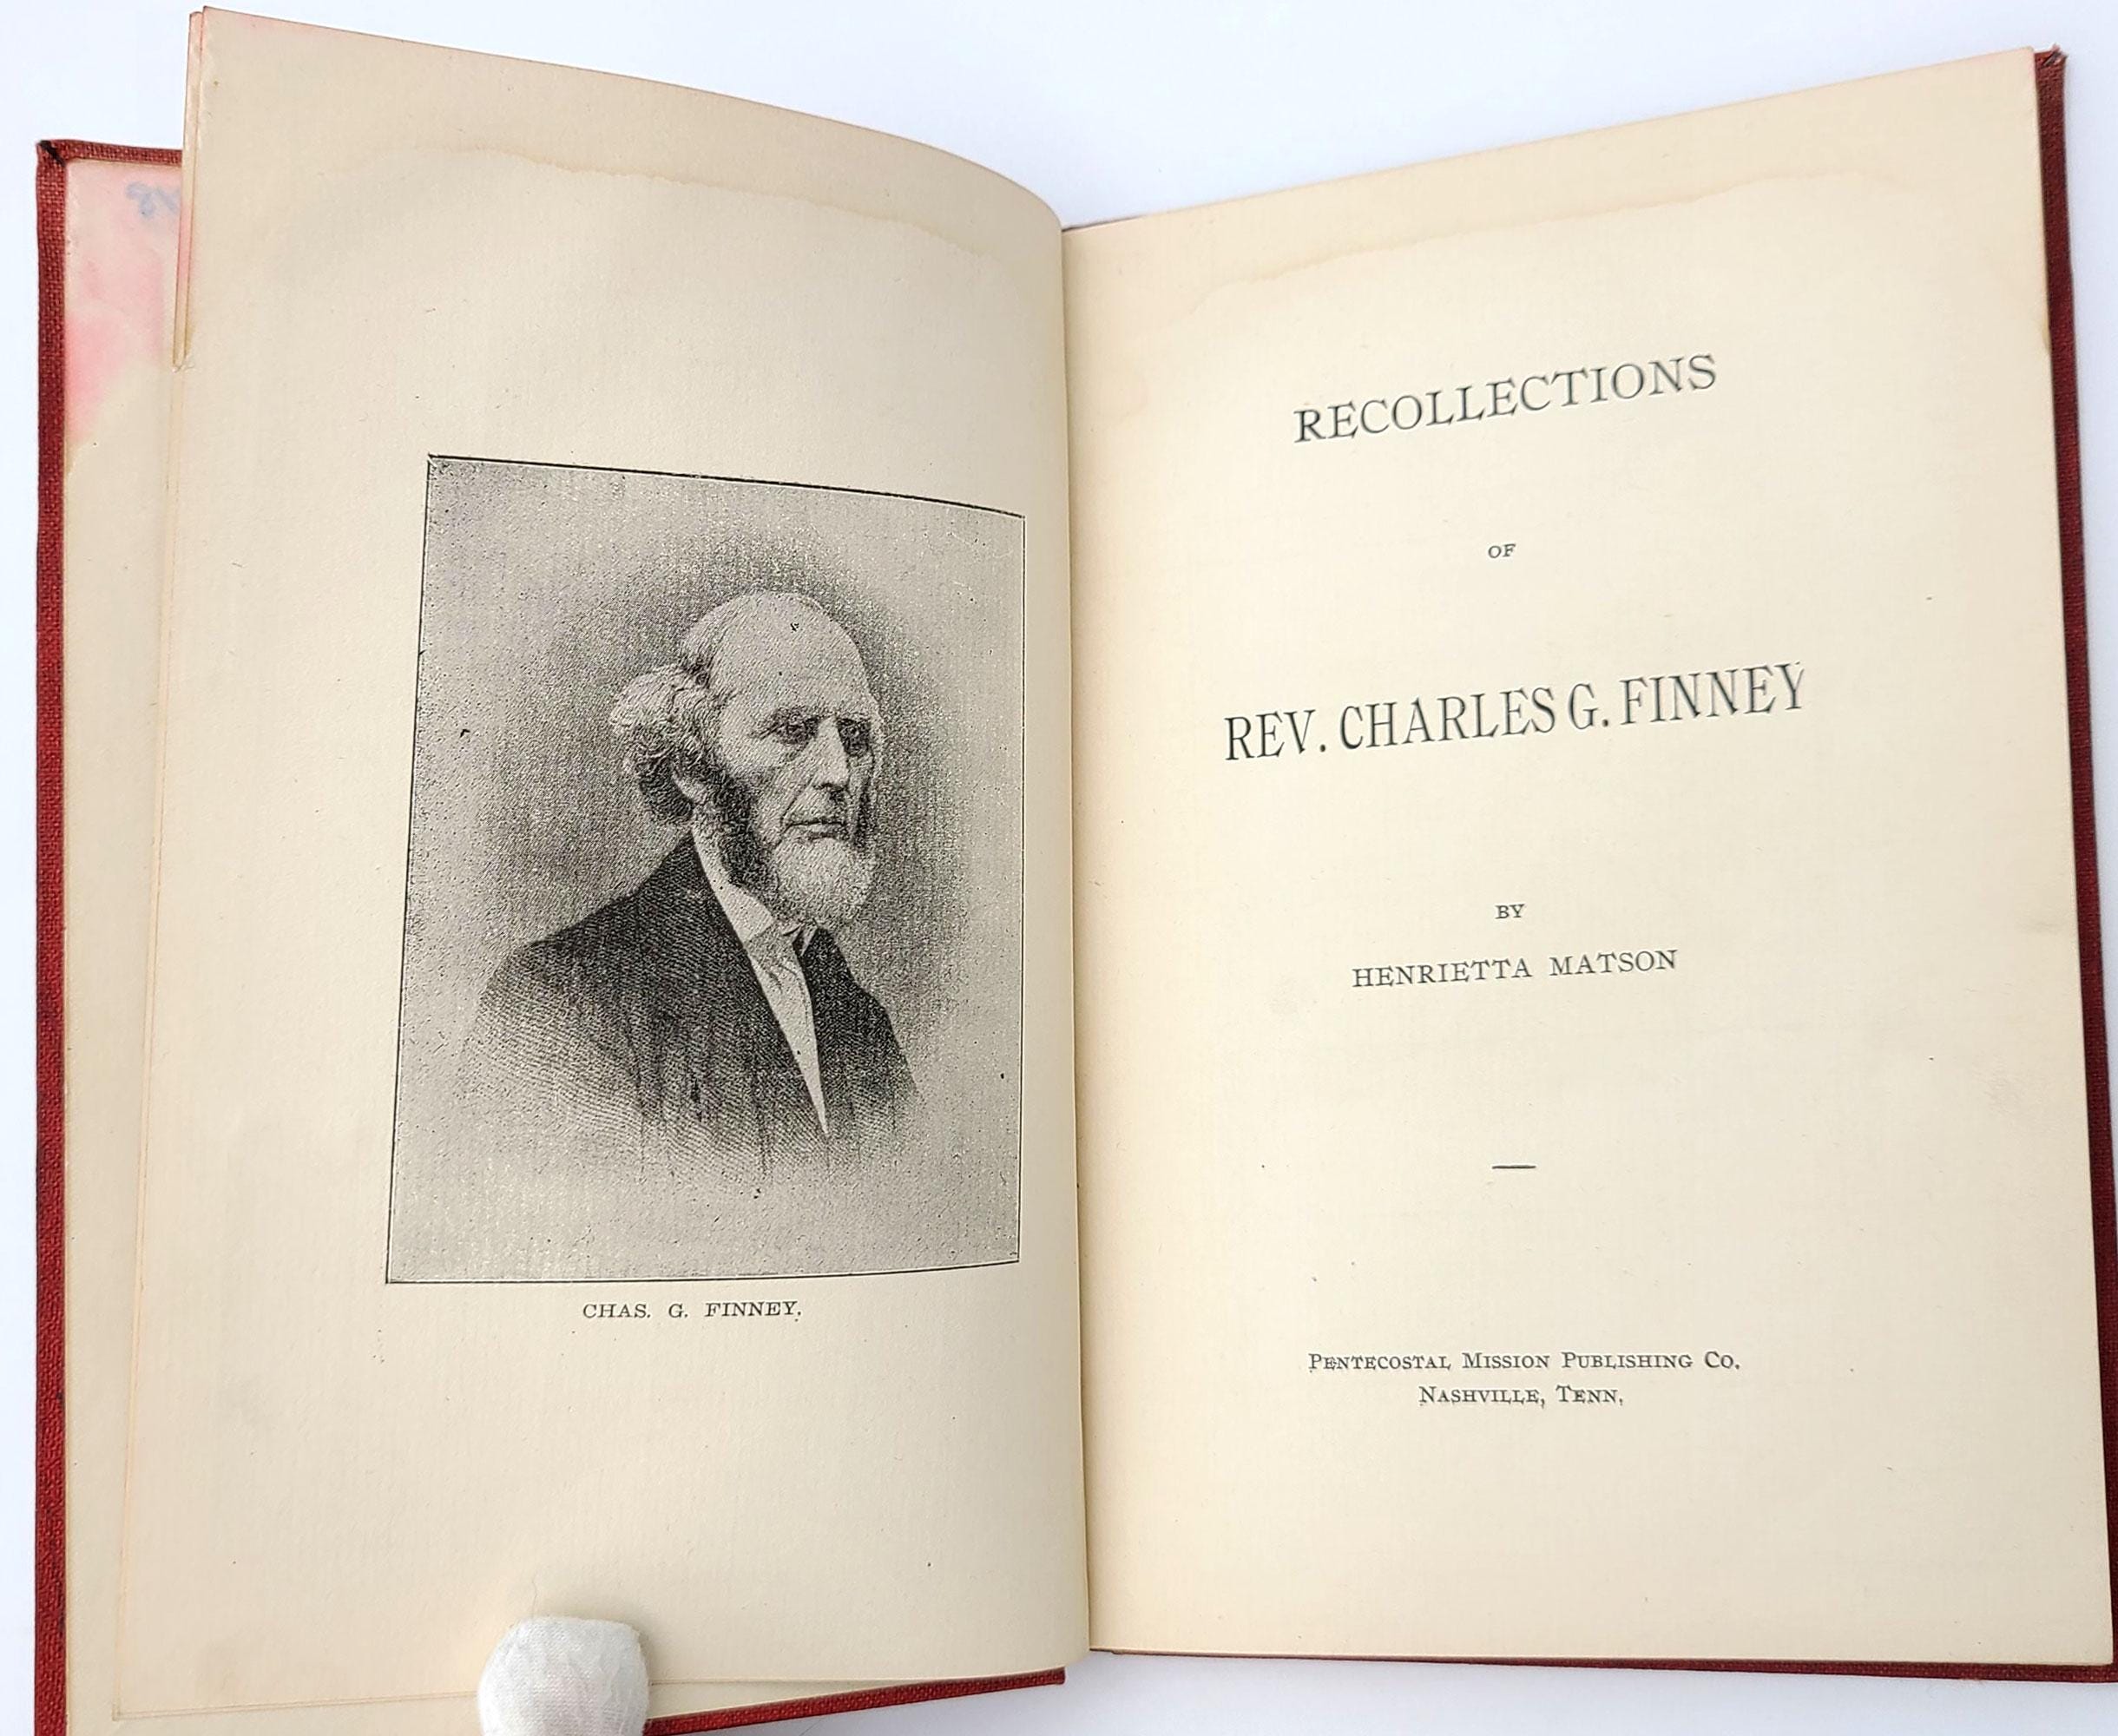 CHAS. G. FINNEY.
RECOLLECTIONS
OF
REV. CHARLES G. FINNEY
BY
HENRIETTA MATSON
PENTECOSTAL MISSION PUBLISHING CO.
NASHVILLE, TENN.